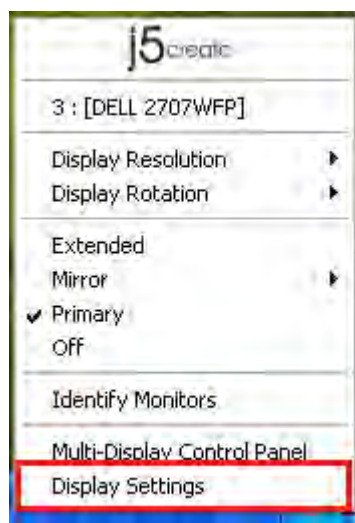 j5create
3 : [DELL 2707WFP]
Display Resolution
Display Rotation
Extended
Mirror
Primary
Off
Identify Monitors
Multi-Display Control Panel
Display Settings